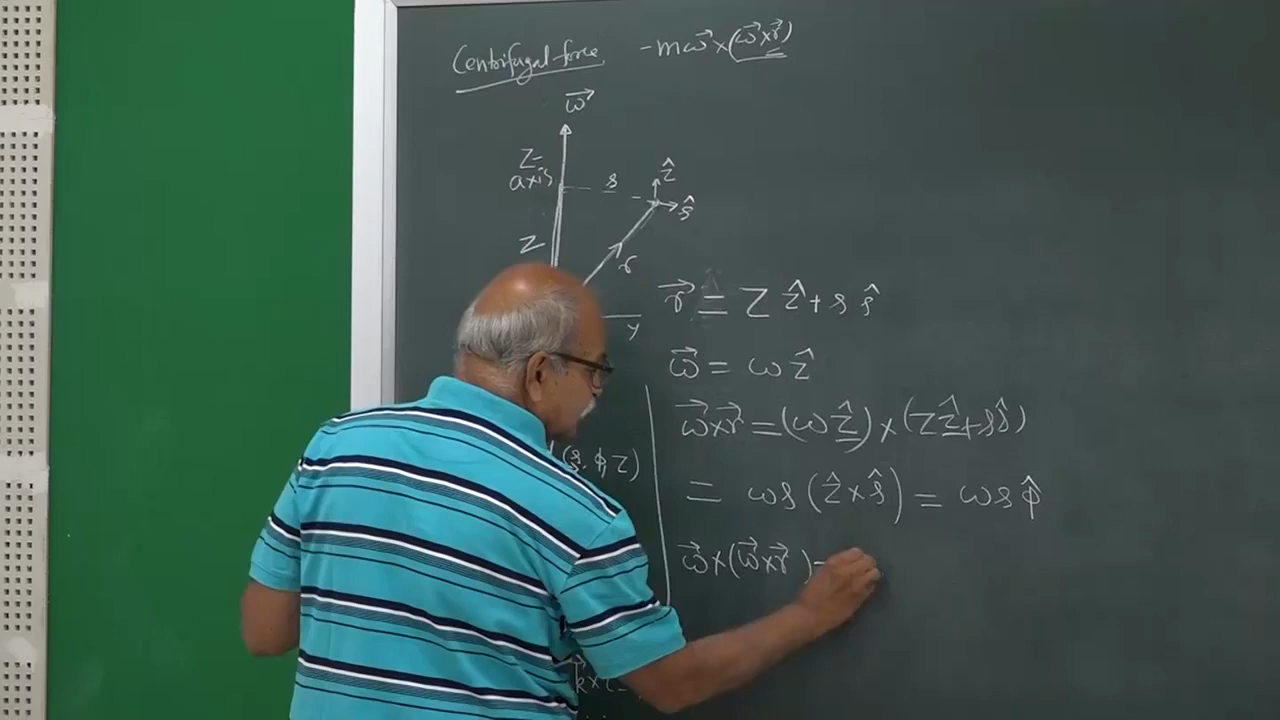 Centrifugal force -mω⃗×(ω⃗×r⃗)
ω⃗
Z-
axis
s
ẑ
ŝ
Z
r
y
r⃗ = Z ẑ + s ŝ
ω⃗ = ω ẑ
ω⃗×r⃗ = (ω ẑ) × (Z ẑ + s ŝ)
(s, φ, z)
= ωs (ẑ × ŝ) = ωs φ̂
ω⃗×(ω⃗×r⃗) =